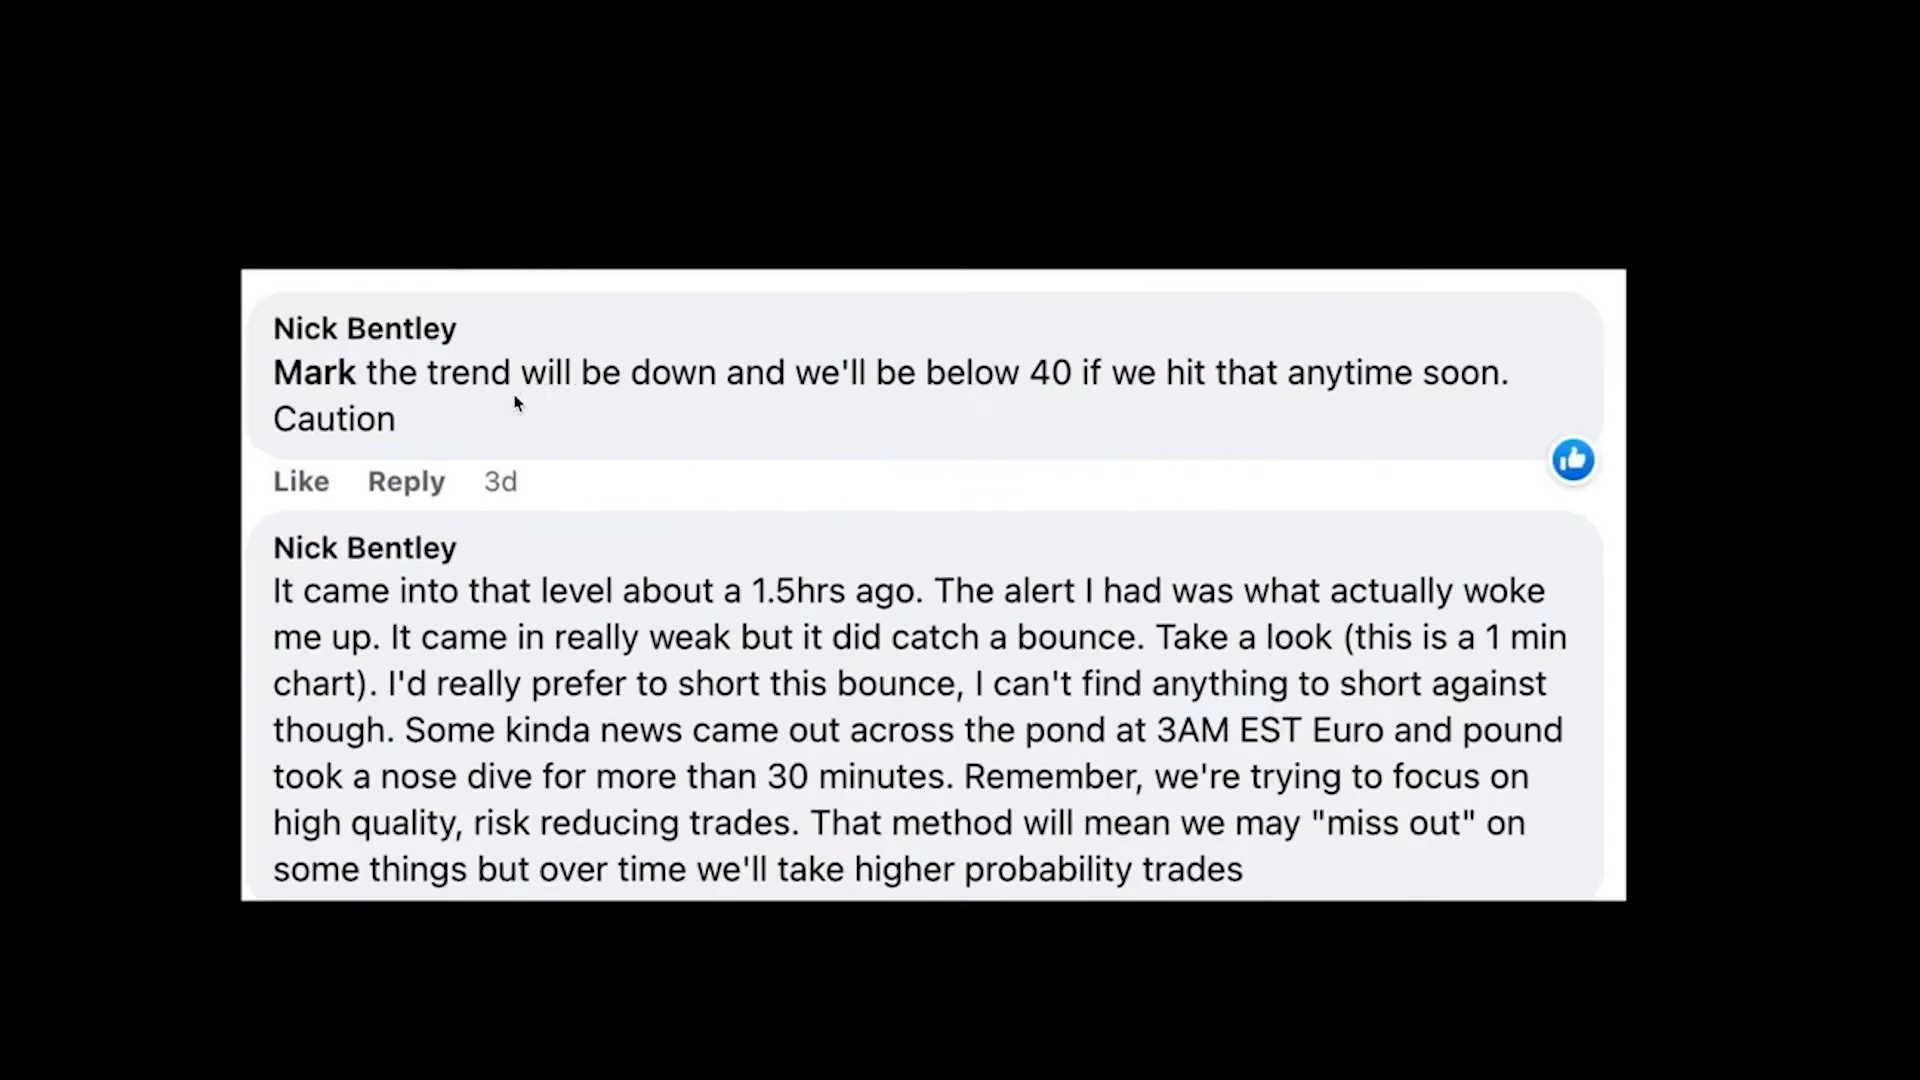 Nick Bentley
Mark the trend will be down and we'll be below 40 if we hit that anytime soon.
Caution
Like Reply 3d
Nick Bentley
It came into that level about a 1.5hrs ago. The alert I had was what actually woke
me up. It came in really weak but it did catch a bounce. Take a look (this is a 1 min
chart). I'd really prefer to short this bounce, I can't find anything to short against
though. Some kinda news came out across the pond at 3AM EST Euro and pound
took a nose dive for more than 30 minutes. Remember, we're trying to focus on
high quality, risk reducing trades. That method will mean we may "miss out" on
some things but over time we'll take higher probability trades